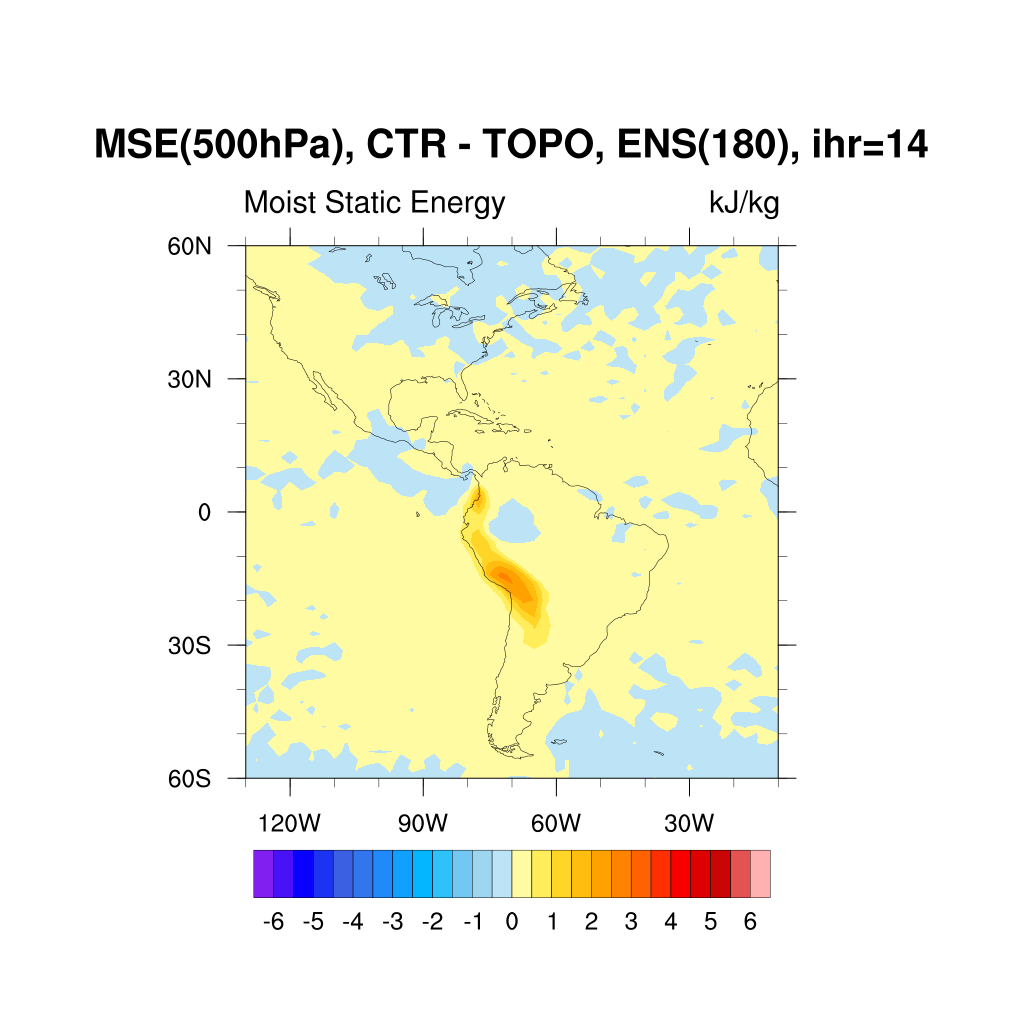 MSE(500hPa), CTR - TOPO, ENS(180), ihr=14
Moist Static Energy kJ/kg
60N
30N
0
30S
60S
120W 90W 60W 30W
-6 -5 -4 -3 -2 -1 0 1 2 3 4 5 6